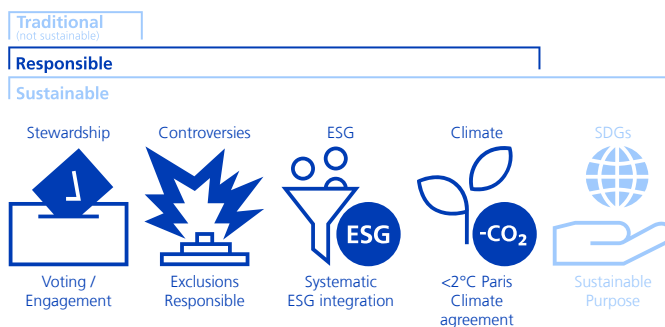 Traditional
(not sustainable)
Responsible
Sustainable
Stewardship
Controversies
ESG
Climate
SDGs
ESG
-CO₂
Voting /
Engagement
Exclusions
Responsible
Systematic
ESG integration
<2°C Paris
Climate
agreement
Sustainable
Purpose